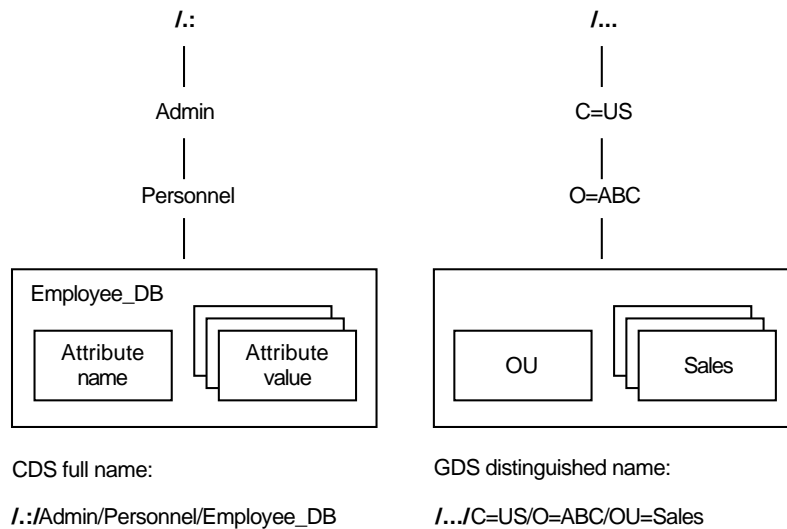 /.:
Admin
Personnel
Employee_DB
Attribute
name
Attribute
value
CDS full name:
/.:/Admin/Personnel/Employee_DB
/...
C=US
O=ABC
OU
Sales
GDS distinguished name:
/.../C=US/O=ABC/OU=Sales